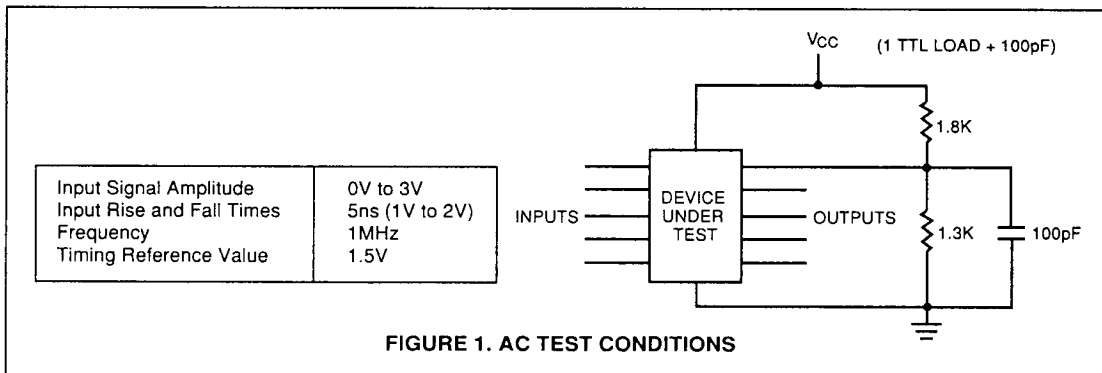 VCC (1 TTL LOAD + 100pF)
1.8K
Input Signal Amplitude 0V to 3V
Input Rise and Fall Times 5ns (1V to 2V)
Frequency 1MHz
Timing Reference Value 1.5V
INPUTS
DEVICE
UNDER
TEST
OUTPUTS
1.3K
100pF
FIGURE 1. AC TEST CONDITIONS